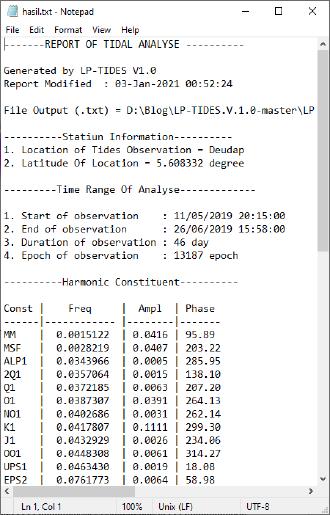 hasil.txt - Notepad
File Edit Format View Help
-------REPORT OF TIDAL ANALYSE ----------
Generated by LP-TIDES V1.0
Report Modified : 03-Jan-2021 00:52:24
File Output (.txt) = D:\Blog\LP-TIDES.V.1.0-master\LP
----------Statiun Information----------
1. Location of Tides Observation = Deudap
2. Latitude Of Location = 5.608332 degree
----------Time Range Of Analyse-------------
1. Start of observation : 11/05/2019 20:15:00
2. End of observation : 26/06/2019 15:58:00
3. Duration of observation : 46 day
4. Epoch of observation : 13187 epoch
----------Harmonic Constituent----------
Const | Freq | Ampl | Phase
------|-----------|--------|------
MM | 0.0015122 | 0.0416 | 95.89
MSF | 0.0028219 | 0.0407 | 203.22
ALP1 | 0.0343966 | 0.0005 | 285.95
2Q1 | 0.0357064 | 0.0015 | 138.10
Q1 | 0.0372185 | 0.0063 | 207.20
O1 | 0.0387307 | 0.0391 | 264.13
NO1 | 0.0402686 | 0.0031 | 262.14
K1 | 0.0417807 | 0.1111 | 299.30
J1 | 0.0432929 | 0.0026 | 234.06
OO1 | 0.0448308 | 0.0061 | 314.27
UPS1 | 0.0463430 | 0.0019 | 18.08
EPS2 | 0.0761773 | 0.0064 | 58.98
Ln 1, Col 1 100% Unix (LF) UTF-8